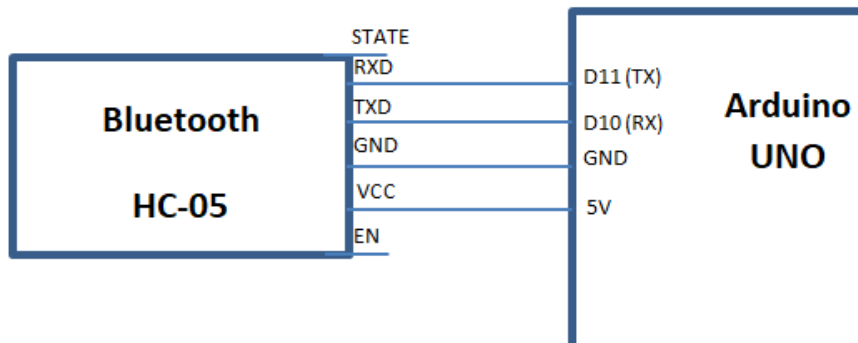 STATE
RXD
TXD
GND
VCC
EN
Bluetooth
HC-05
D11 (TX)
D10 (RX)
GND
5V
Arduino
UNO